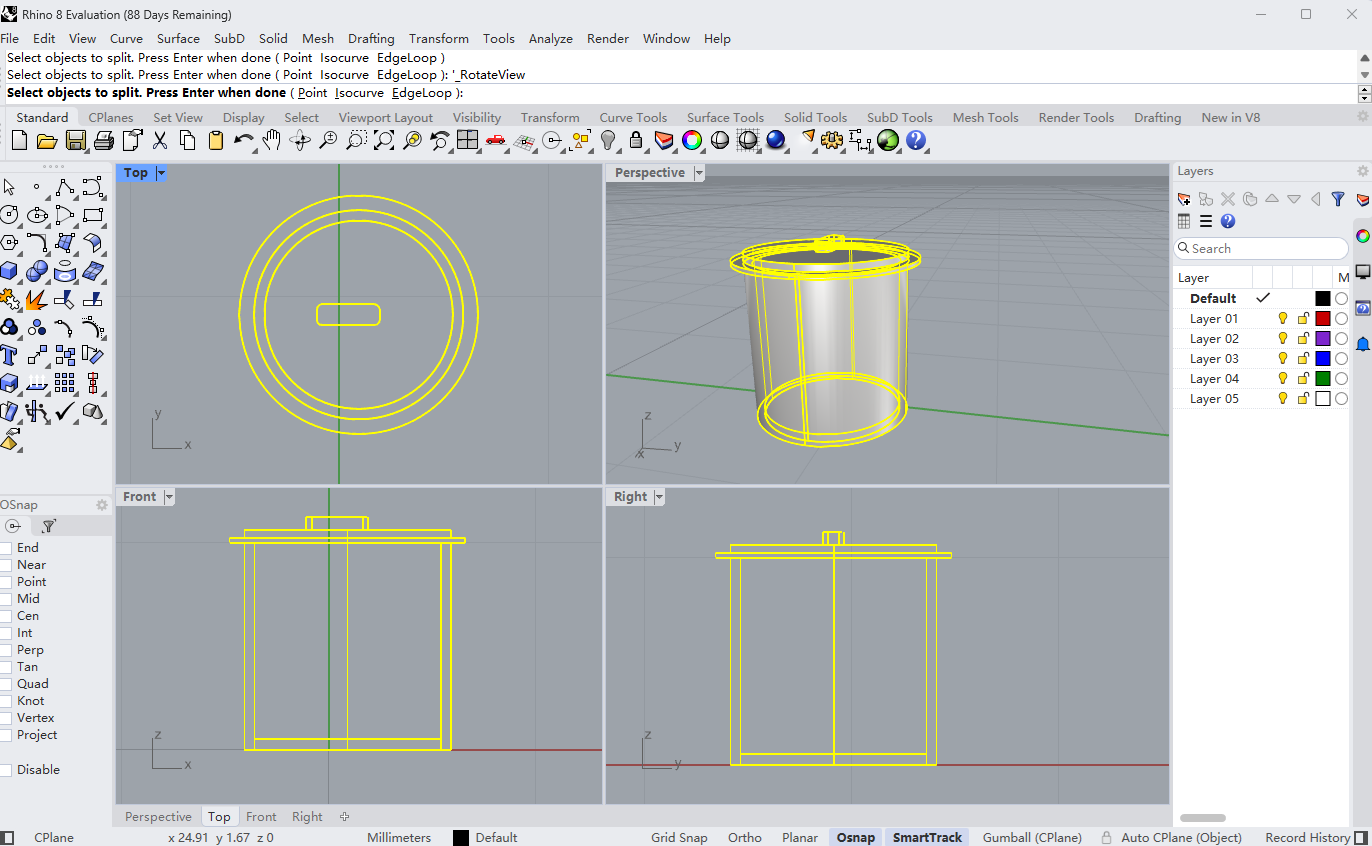 Rhino 8 Evaluation (88 Days Remaining)
File Edit View Curve Surface SubD Solid Mesh Drafting Transform Tools Analyze Render Window Help
Select objects to split. Press Enter when done ( Point Isocurve EdgeLoop )
Select objects to split. Press Enter when done ( Point Isocurve EdgeLoop ): '_RotateView
Select objects to split. Press Enter when done ( Point Isocurve EdgeLoop ):
Standard CPlanes Set View Display Select Viewport Layout Visibility Transform Curve Tools Surface Tools Solid Tools SubD Tools Mesh Tools Render Tools Drafting New in V8
Top
y
x
Perspective
z
y
x
Front
z
x
Right
z
y
Layers
Search
Layer M
Default
Layer 01
Layer 02
Layer 03
Layer 04
Layer 05
OSnap
End
Near
Point
Mid
Cen
Int
Perp
Tan
Quad
Knot
Vertex
Project
Disable
Perspective Top Front Right
CPlane x 24.91 y 1.67 z 0 Millimeters Default Grid Snap Ortho Planar Osnap SmartTrack Gumball (CPlane) Auto CPlane (Object) Record History